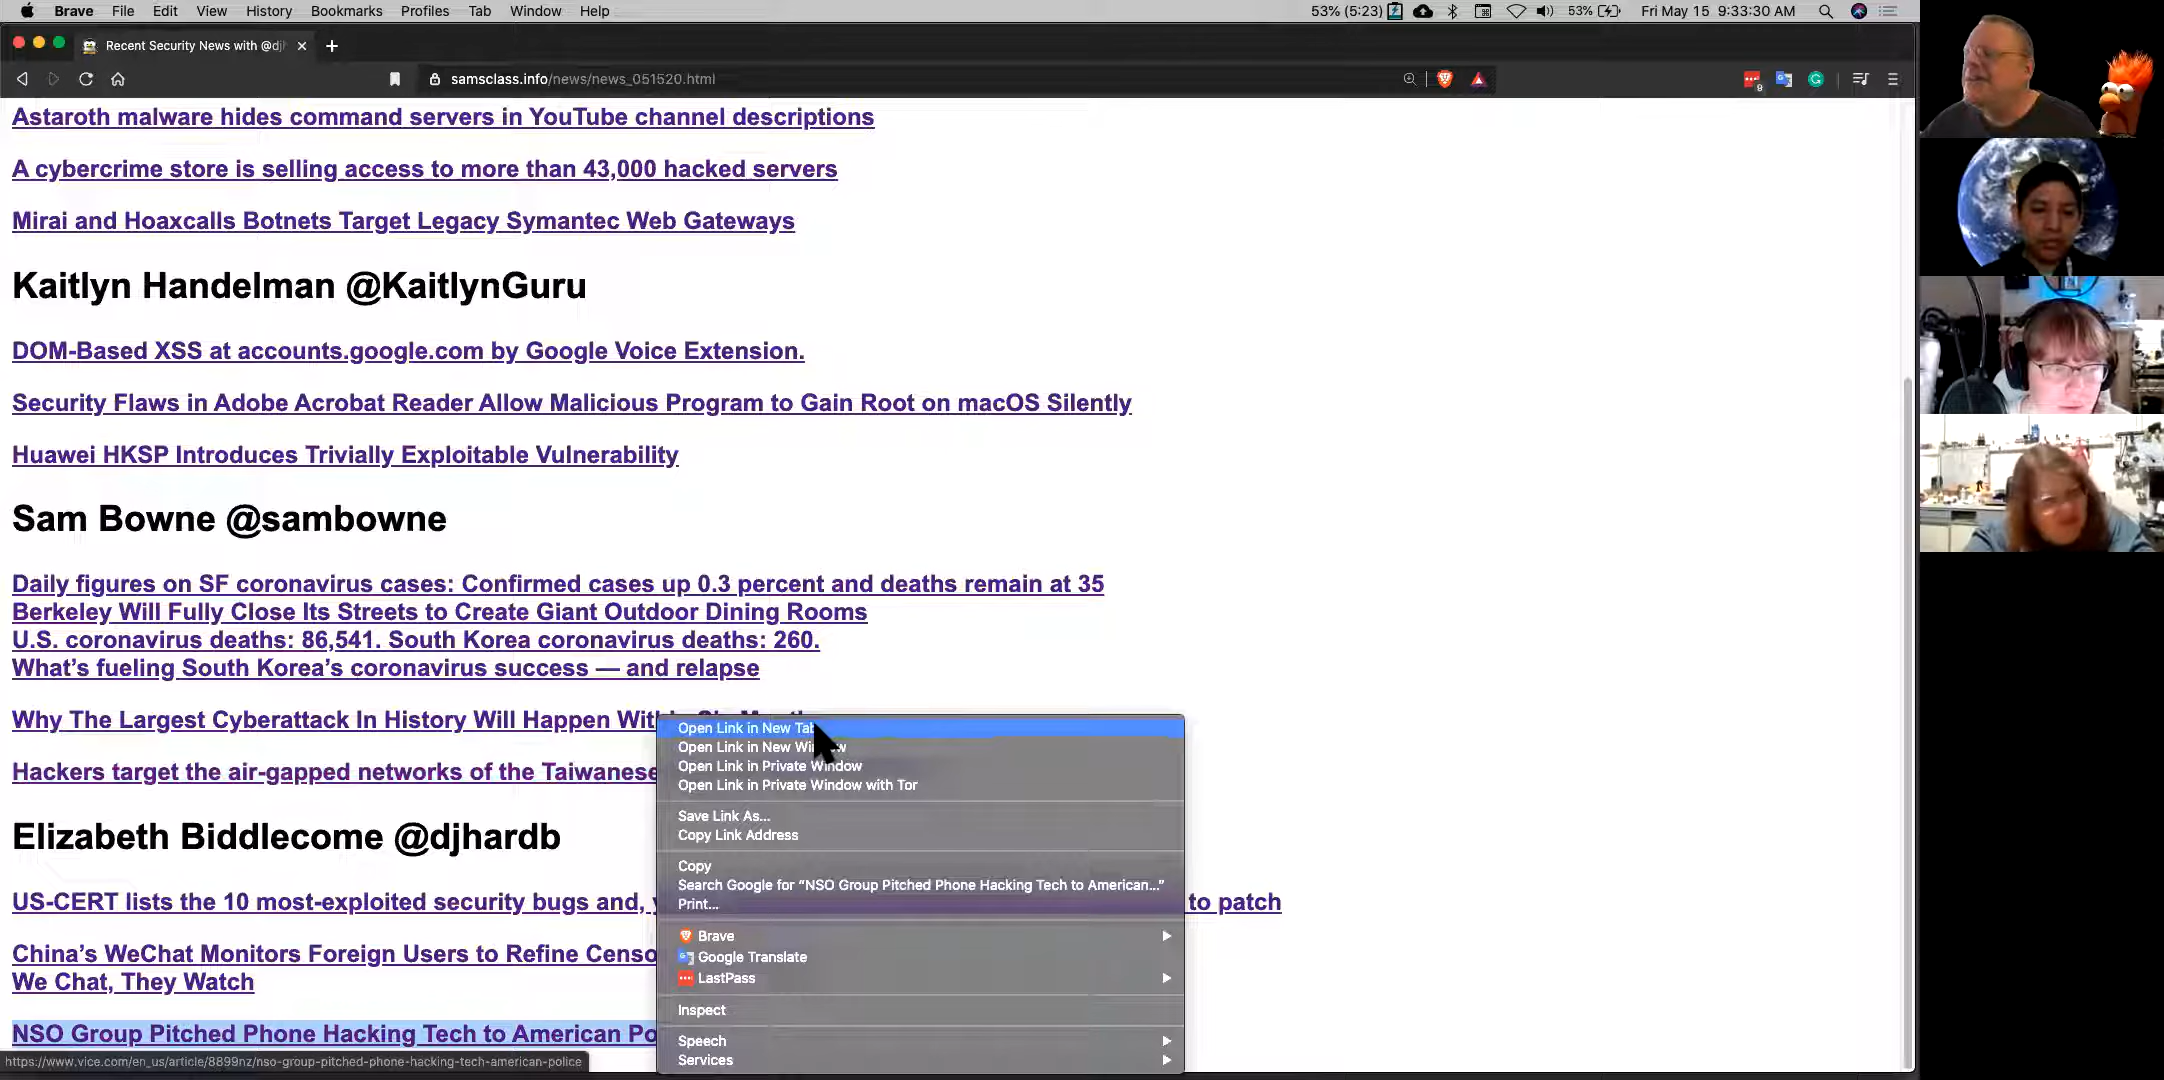 Brave File Edit View History Bookmarks Profiles Tab Window Help 53% (5:23) 53% Fri May 15 9:33:30 AM
Recent Security News with @dj
samsclass.info/news/news_051520.html
9
Astaroth malware hides command servers in YouTube channel descriptions
A cybercrime store is selling access to more than 43,000 hacked servers
Mirai and Hoaxcalls Botnets Target Legacy Symantec Web Gateways
Kaitlyn Handelman @KaitlynGuru
DOM-Based XSS at accounts.google.com by Google Voice Extension.
Security Flaws in Adobe Acrobat Reader Allow Malicious Program to Gain Root on macOS Silently
Huawei HKSP Introduces Trivially Exploitable Vulnerability
Sam Bowne @sambowne
Daily figures on SF coronavirus cases: Confirmed cases up 0.3 percent and deaths remain at 35
Berkeley Will Fully Close Its Streets to Create Giant Outdoor Dining Rooms
U.S. coronavirus deaths: 86,541. South Korea coronavirus deaths: 260.
What's fueling South Korea's coronavirus success — and relapse
Why The Largest Cyberattack In History Will Happen
Hackers target the air-gapped networks of the Taiwanese
Elizabeth Biddlecome @djhardb
US-CERT lists the 10 most-exploited security bugs and, to patch
China's WeChat Monitors Foreign Users to Refine Censo
We Chat, They Watch
NSO Group Pitched Phone Hacking Tech to American Po
https://www.vice.com/en_us/article/8899nz/nso-group-pitched-phone-hacking-tech-american-police
Open Link in New Tab
Open Link in New Window
Open Link in Private Window
Open Link in Private Window with Tor
Save Link As...
Copy Link Address
Copy
Search Google for “NSO Group Pitched Phone Hacking Tech to American...”
Print...
Brave
Google Translate
LastPass
Inspect
Speech
Services